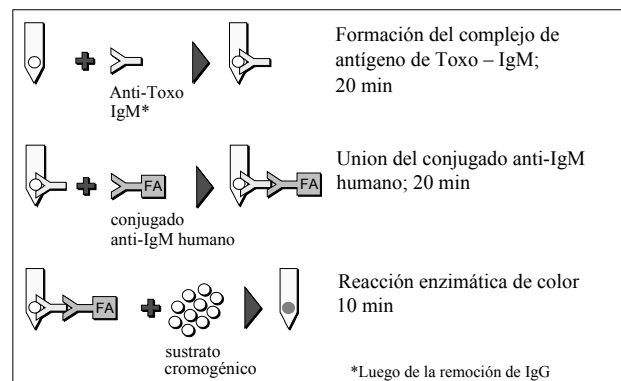 Anti-Toxo
IgM*
Formación del complejo de
antígeno de Toxo – IgM;
20 min
FA
FA
conjugado
anti-IgM humano
Union del conjugado anti-IgM
humano; 20 min
FA
sustrato
cromogénico
Reacción enzimática de color
10 min
*Luego de la remoción de IgG